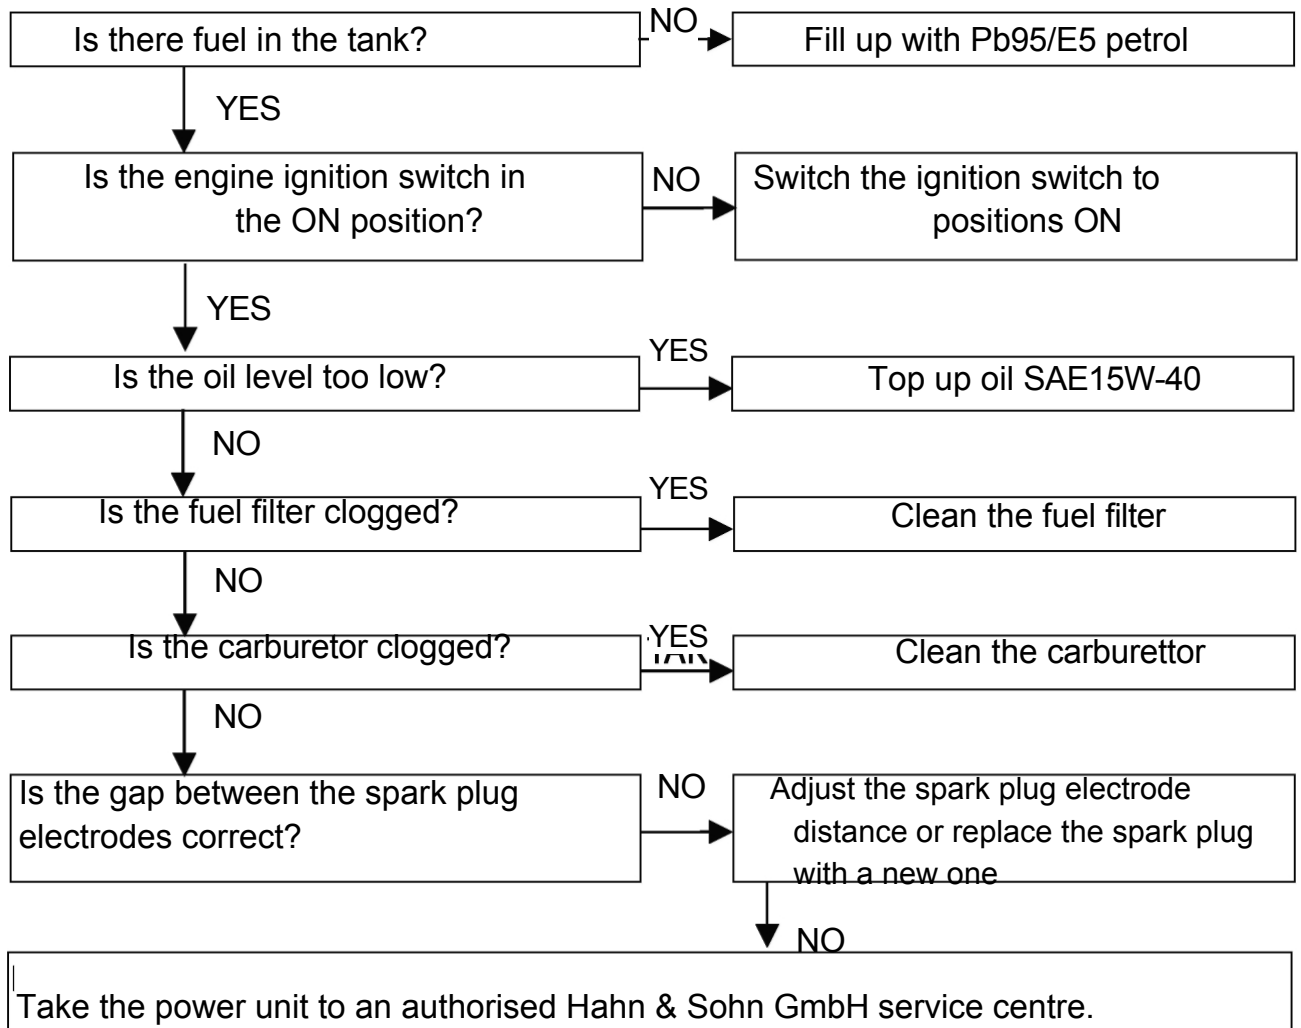 Is there fuel in the tank?
NO
Fill up with Pb95/E5 petrol
YES
Is the engine ignition switch in
the ON position?
NO
Switch the ignition switch to
positions ON
YES
Is the oil level too low?
YES
Top up oil SAE15W-40
NO
Is the fuel filter clogged?
YES
Clean the fuel filter
NO
Is the carburetor clogged?
YES
Clean the carburettor
NO
Is the gap between the spark plug
electrodes correct?
NO
Adjust the spark plug electrode
distance or replace the spark plug
with a new one
NO
Take the power unit to an authorised Hahn & Sohn GmbH service centre.